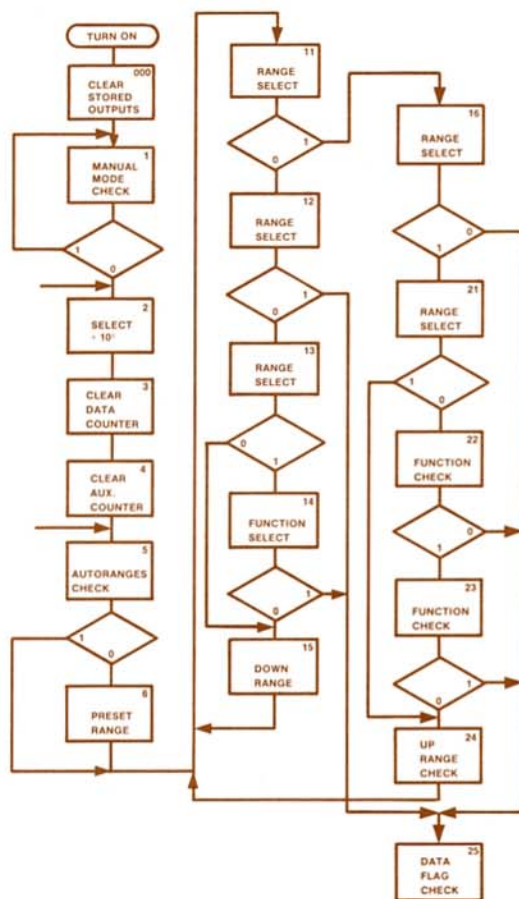 TURN ON
000
CLEAR
STORED
OUTPUTS
1
MANUAL
MODE
CHECK
1
0
2
SELECT
3
CLEAR
DATA
COUNTER
4
CLEAR
AUX.
COUNTER
5
AUTORANGES
CHECK
1
0
6
PRESET
RANGE
11
RANGE
SELECT
1
0
12
RANGE
SELECT
1
0
13
RANGE
SELECT
0
1
14
FUNCTION
SELECT
1
0
15
DOWN
RANGE
16
RANGE
SELECT
0
1
21
RANGE
SELECT
1
0
22
FUNCTION
CHECK
0
1
23
FUNCTION
CHECK
1
0
24
UP
RANGE
CHECK
25
DATA
FLAG
CHECK